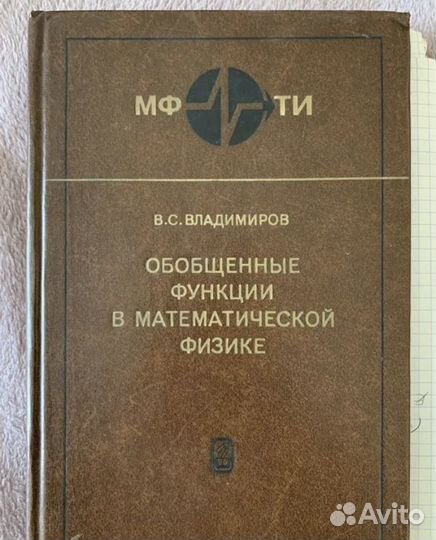 МФ ТИ
В.С.ВЛАДИМИРОВ
ОБОБЩЕННЫЕ
ФУНКЦИИ
В МАТЕМАТИЧЕСКОЙ
ФИЗИКЕ
Avito